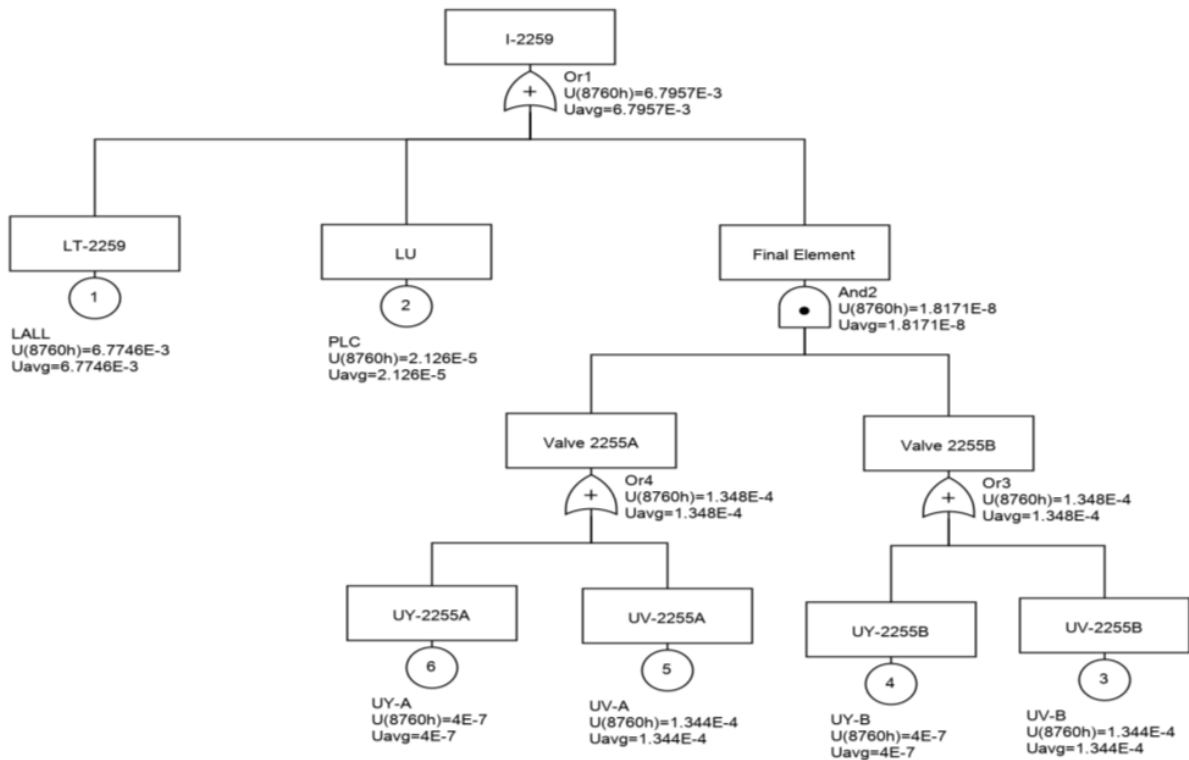 I-2259
+
Or1
U(8760h)=6.7957E-3
Uavg=6.7957E-3
LT-2259
1
LALL
U(8760h)=6.7746E-3
Uavg=6.7746E-3
LU
2
PLC
U(8760h)=2.126E-5
Uavg=2.126E-5
Final Element
And2
U(8760h)=1.8171E-8
Uavg=1.8171E-8
Valve 2255A
+
Or4
U(8760h)=1.348E-4
Uavg=1.348E-4
Valve 2255B
+
Or3
U(8760h)=1.348E-4
Uavg=1.348E-4
UY-2255A
6
UY-A
U(8760h)=4E-7
Uavg=4E-7
UV-2255A
5
UV-A
U(8760h)=1.344E-4
Uavg=1.344E-4
UY-2255B
4
UY-B
U(8760h)=4E-7
Uavg=4E-7
UV-2255B
3
UV-B
U(8760h)=1.344E-4
Uavg=1.344E-4